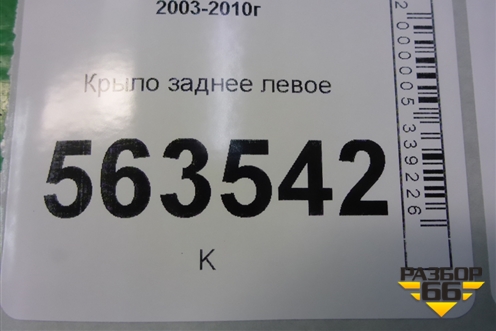 2003-2010г
Крыло заднее левое
563542
К
2000005339226
РАЗБОР
66